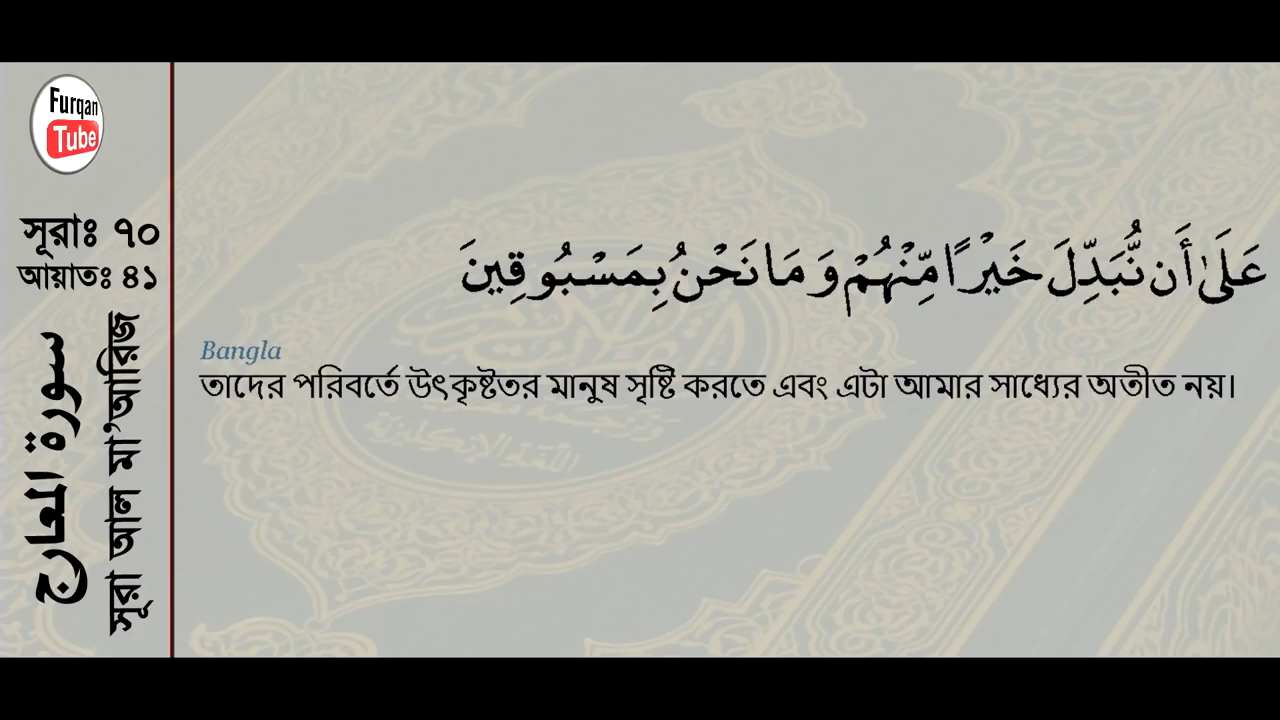 Furqan
Tube
সূরাঃ ৭০
আয়াতঃ ৪১
سورة المعارج
সূরা আল মা’আরিজ
عَلَىٰ أَن نُّبَدِّلَ خَيْرًا مِّنْهُمْ وَمَا نَحْنُ بِمَسْبُوقِينَ
Bangla
তাদের পরিবর্তে উৎকৃষ্টতর মানুষ সৃষ্টি করতে এবং এটা আমার সাধ্যের অতীত নয়।